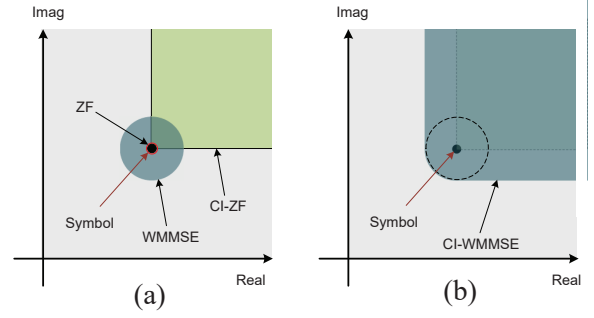 Imag
ZF
Symbol
WMMSE
CI-ZF
Real
(a)
Imag
Symbol
CI-WMMSE
Real
(b)